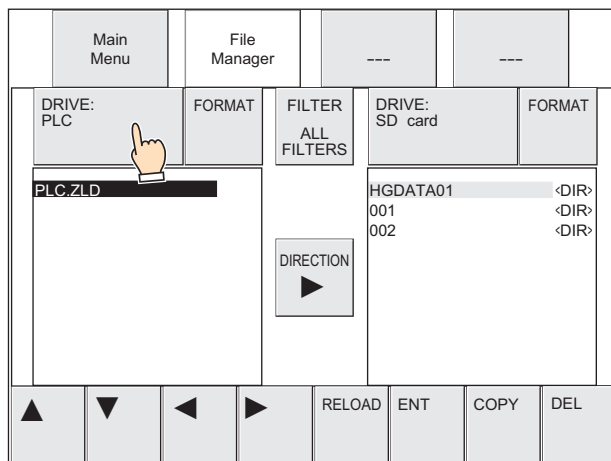 Main
Menu
File
Manager
---
---
DRIVE:
PLC
FORMAT
FILTER
ALL
FILTERS
DRIVE:
SD card
FORMAT
PLC.ZLD
HGDATA01 <DIR>
001 <DIR>
002 <DIR>
DIRECTION
RELOAD
ENT
COPY
DEL